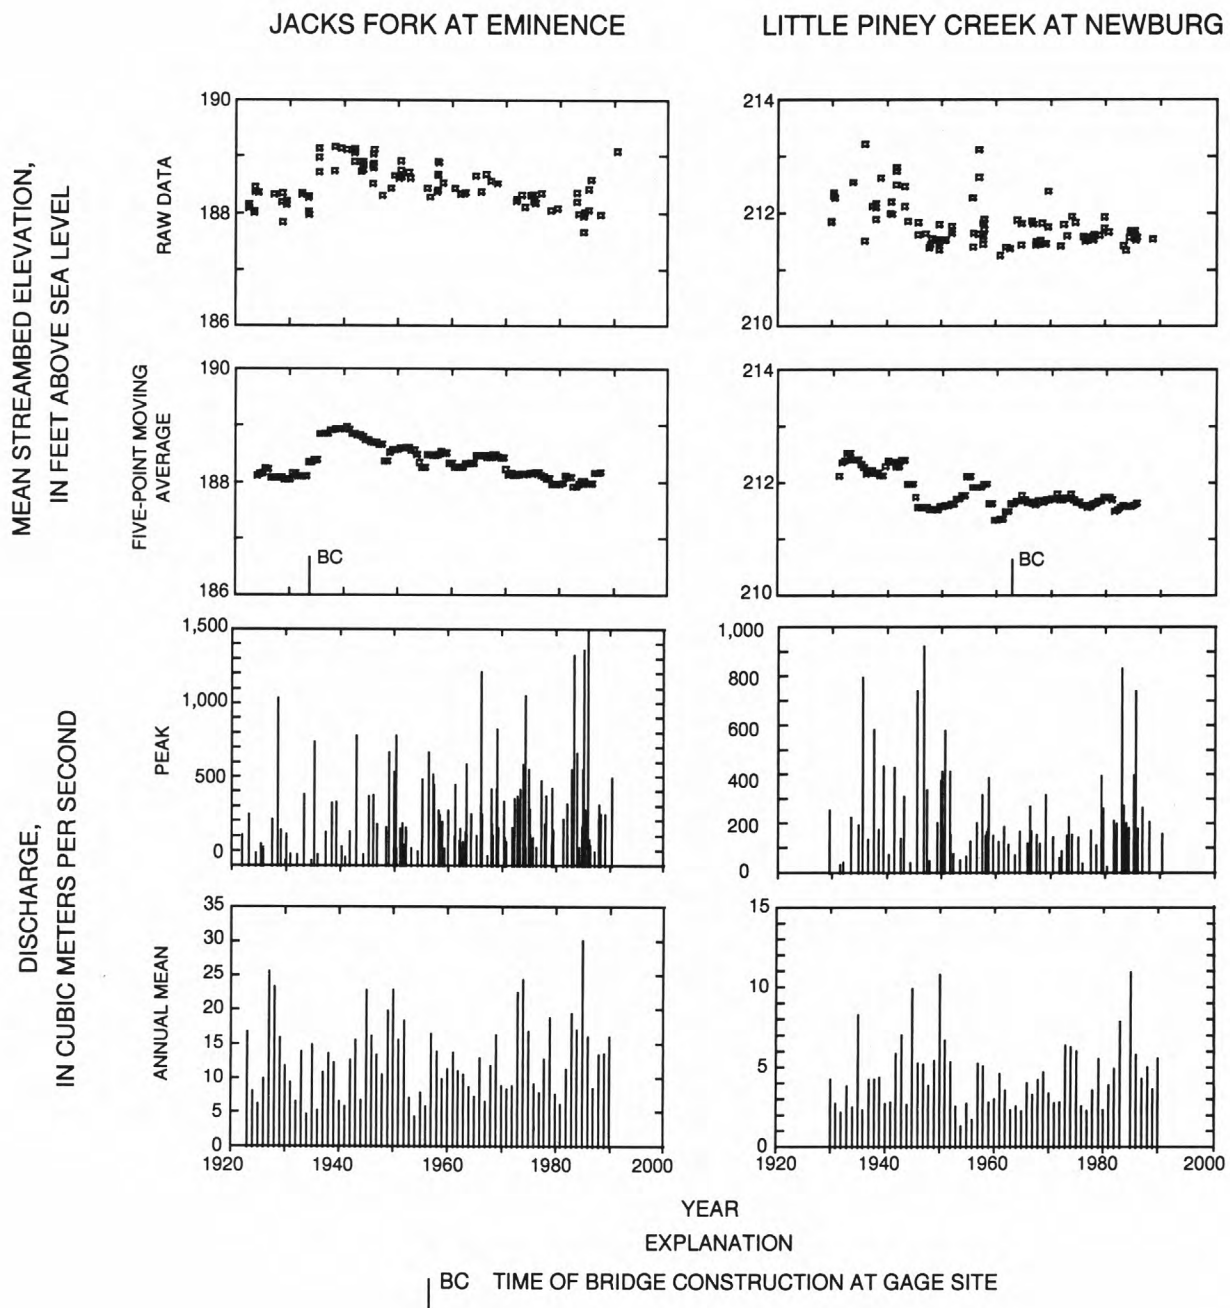 JACKS FORK AT EMINENCE
LITTLE PINEY CREEK AT NEWBURG
MEAN STREAMBED ELEVATION,
IN FEET ABOVE SEA LEVEL
RAW DATA
190
188
186
214
212
210
FIVE-POINT MOVING
AVERAGE
190
188
186
BC
214
212
210
BC
DISCHARGE,
IN CUBIC METERS PER SECOND
PEAK
1,500
1,000
500
0
1,000
800
600
400
200
0
ANNUAL MEAN
35
30
25
20
15
10
5
0
1920 1940 1960 1980 2000
15
10
5
0
1920 1940 1960 1980 2000
YEAR
EXPLANATION
BC TIME OF BRIDGE CONSTRUCTION AT GAGE SITE